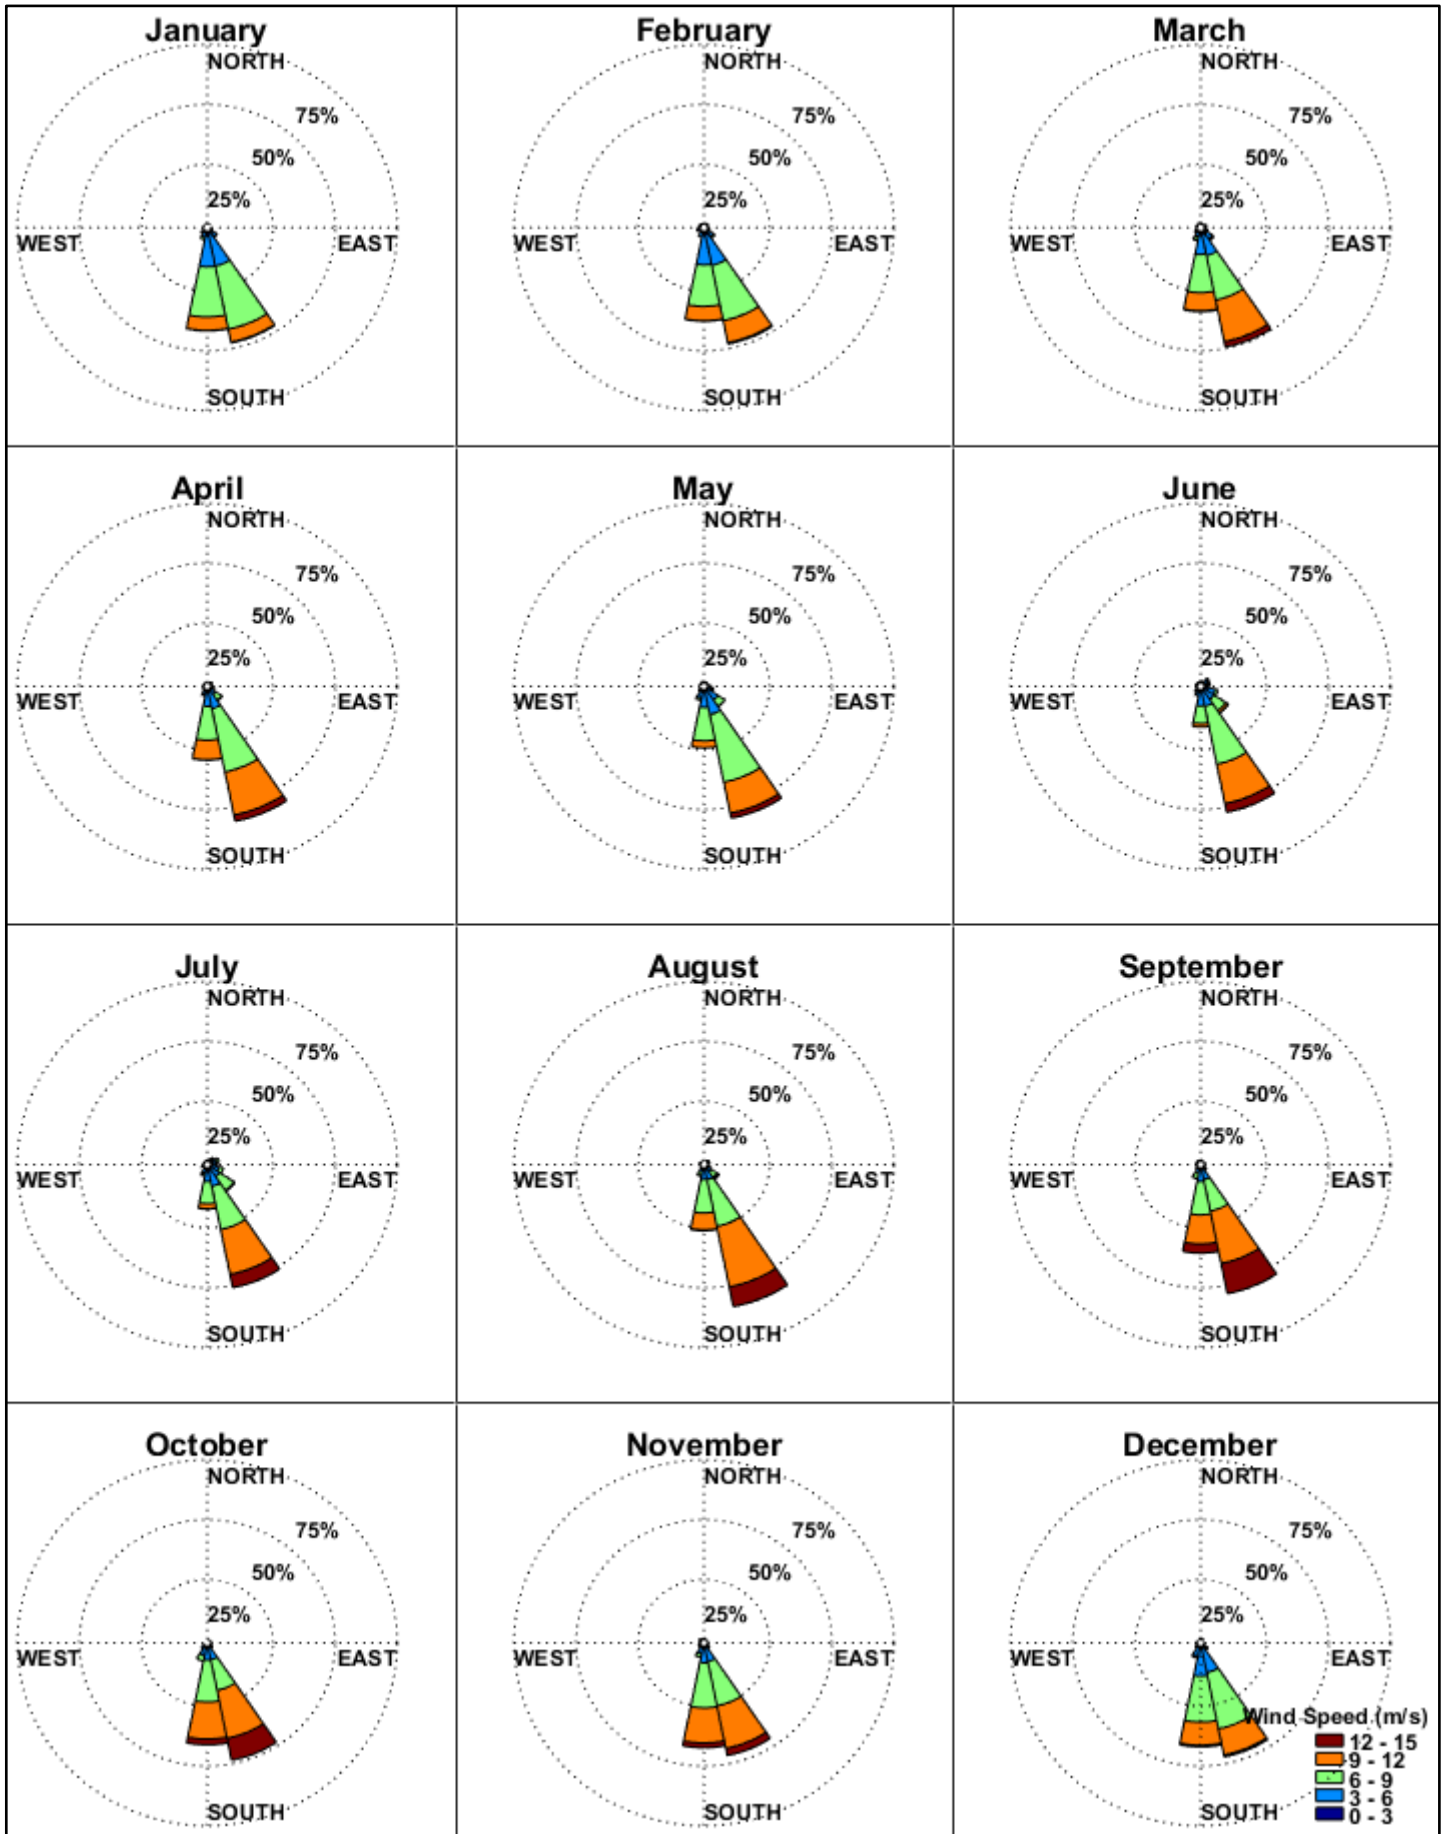 January
NORTH
75%
50%
25%
WEST
EAST
SOUTH
February
NORTH
75%
50%
25%
WEST
EAST
SOUTH
March
NORTH
75%
50%
25%
WEST
EAST
SOUTH
April
NORTH
75%
50%
25%
WEST
EAST
SOUTH
May
NORTH
75%
50%
25%
WEST
EAST
SOUTH
June
NORTH
75%
50%
25%
WEST
EAST
SOUTH
July
NORTH
75%
50%
25%
WEST
EAST
SOUTH
August
NORTH
75%
50%
25%
WEST
EAST
SOUTH
September
NORTH
75%
50%
25%
WEST
EAST
SOUTH
October
NORTH
75%
50%
25%
WEST
EAST
SOUTH
November
NORTH
75%
50%
25%
WEST
EAST
SOUTH
December
NORTH
75%
50%
25%
WEST
EAST
SOUTH
Wind Speed (m/s)
12 - 15
9 - 12
6 - 9
3 - 6
0 - 3